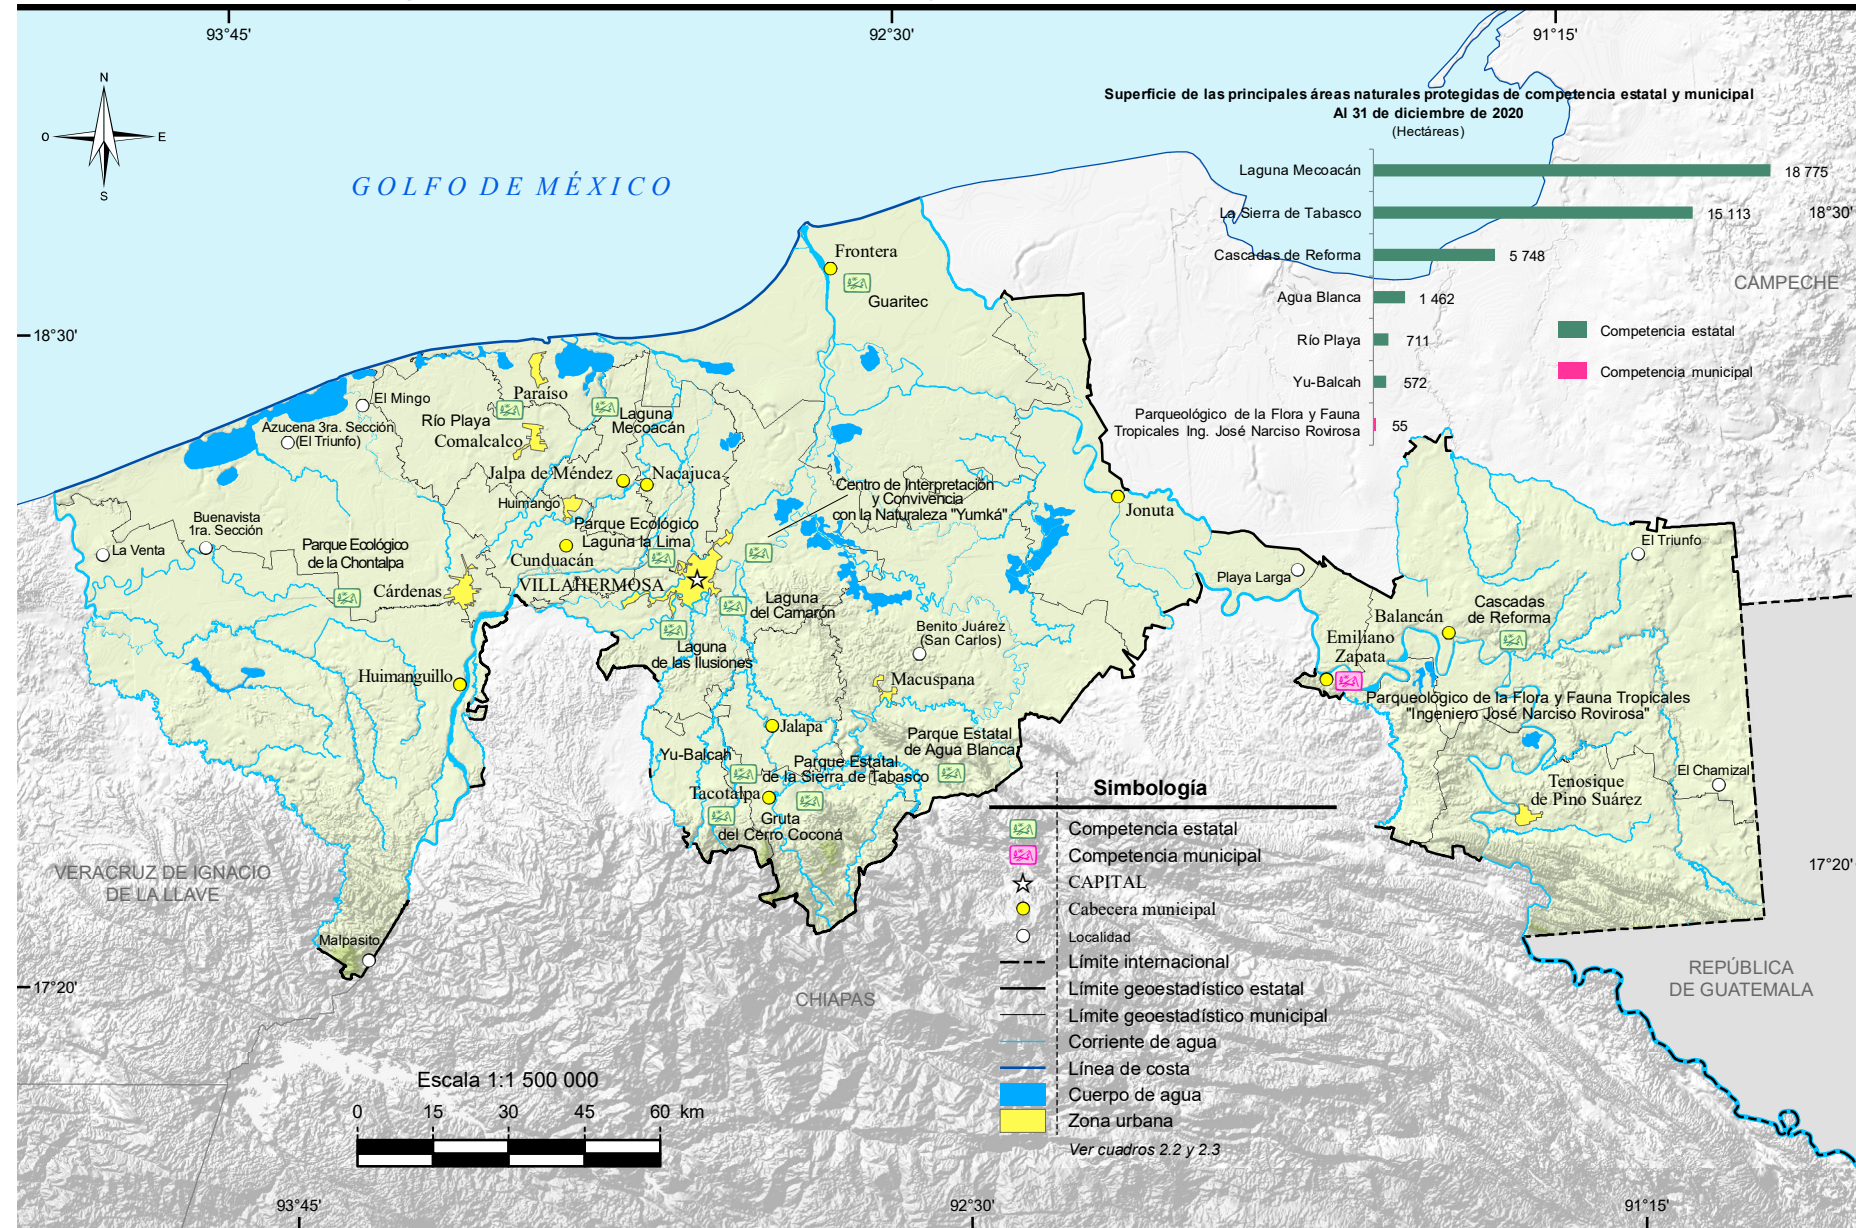 93°45'
92°30'
91°15'
N
O
E
S
GOLFO DE MÉXICO
Superficie de las principales áreas naturales protegidas de competencia estatal y municipal
Al 31 de diciembre de 2020
(Hectáreas)
Laguna Mecoacán
18 775
La Sierra de Tabasco
15 113
Cascadas de Reforma
5 748
Agua Blanca
1 462
Río Playa
711
Yu-Balcah
572
Parqueológico de la Flora y Fauna
Tropicales Ing. José Narciso Rovirosa
55
Competencia estatal
Competencia municipal
18°30'
CAMPECHE
18°30'
Frontera
Guaritec
El Mingo
Azucena 3ra. Sección
(El Triunfo)
Paraíso
Río Playa
Comalcalco
Laguna
Mecoacán
Jalpa de Méndez
Nacajuca
Huimango
Centro de Interpretación
y Convivencia
con la Naturaleza "Yumká"
Jonuta
Buenavista
1ra. Sección
La Venta
Parque Ecológico
de la Chontalpa
Parque Ecológico
Laguna la Lima
Cunduacán
Cárdenas
VILLAHERMOSA
Laguna
del Camarón
Laguna
de las Ilusiones
Benito Juárez
(San Carlos)
Macuspana
Huimanguillo
Jalapa
Yu-Balcah
Parque Estatal
de la Sierra de Tabasco
Parque Estatal
de Agua Blanca
Tacotalpa
Gruta
del Cerro Coconá
Malpasito
El Triunfo
Playa Larga
Balancán
Cascadas
de Reforma
Emiliano
Zapata
Parqueológico de la Flora y Fauna Tropicales
"Ingeniero José Narciso Rovirosa"
El Chamizal
Tenosique
de Pino Suárez
VERACRUZ DE IGNACIO
DE LA LLAVE
CHIAPAS
REPÚBLICA
DE GUATEMALA
17°20'
17°20'
Simbología
Competencia estatal
Competencia municipal
CAPITAL
Cabecera municipal
Localidad
Límite internacional
Límite geoestadístico estatal
Límite geoestadístico municipal
Corriente de agua
Línea de costa
Cuerpo de agua
Zona urbana
Ver cuadros 2.2 y 2.3
Escala 1:1 500 000
0 15 30 45 60 km
93°45'
92°30'
91°15'